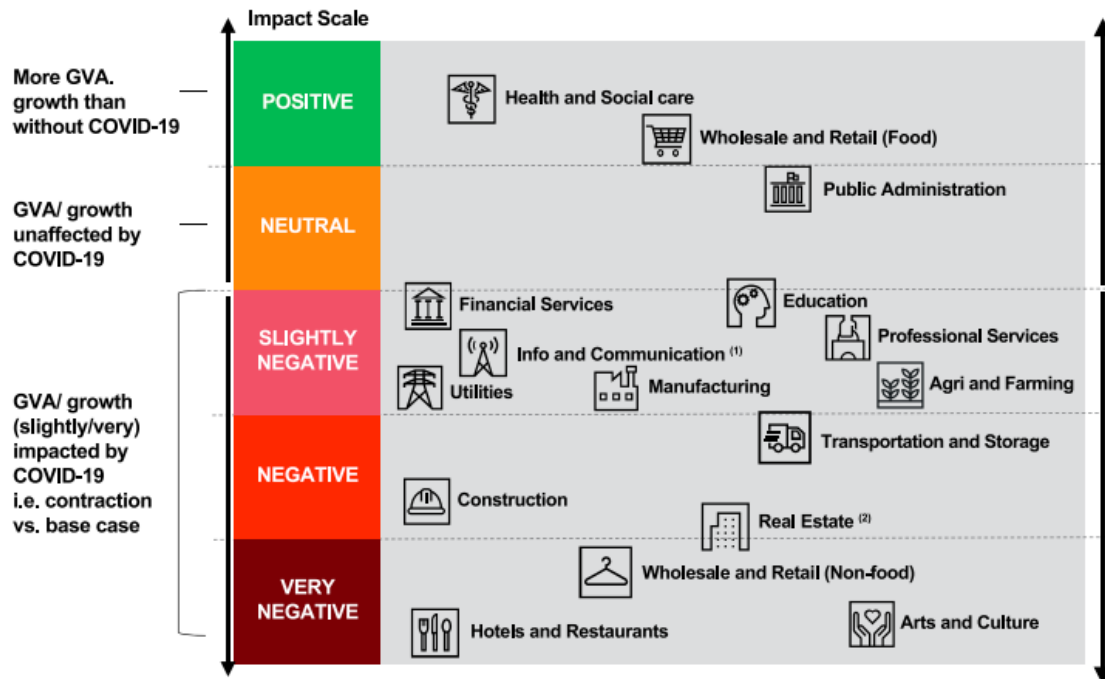 Impact Scale
More GVA.
growth than
without COVID-19
POSITIVE
Health and Social care
Wholesale and Retail (Food)
GVA/ growth
unaffected by
COVID-19
NEUTRAL
Public Administration
GVA/ growth
(slightly/very)
impacted by
COVID-19
i.e. contraction
vs. base case
SLIGHTLY
NEGATIVE
Financial Services
Education
Professional Services
Info and Communication (1)
Utilities
Manufacturing
Agri and Farming
NEGATIVE
Transportation and Storage
Construction
Real Estate (2)
VERY
NEGATIVE
Wholesale and Retail (Non-food)
Hotels and Restaurants
Arts and Culture